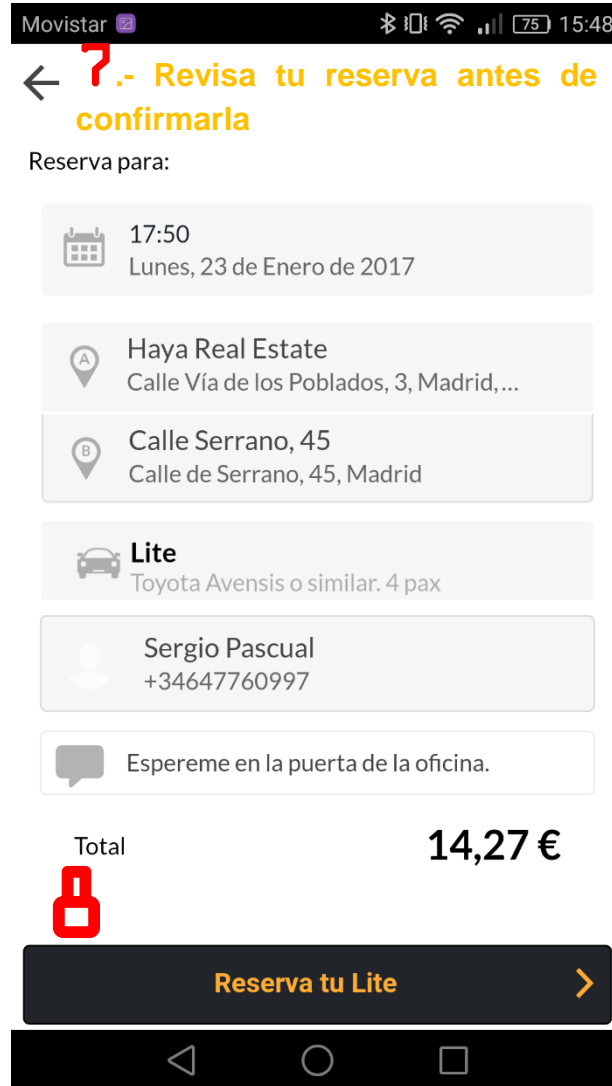 Movistar 75 15:48
7.- Revisa tu reserva antes de
confirmarla
Reserva para:
17:50
Lunes, 23 de Enero de 2017
A Haya Real Estate
Calle Vía de los Poblados, 3, Madrid,...
B Calle Serrano, 45
Calle de Serrano, 45, Madrid
Lite
Toyota Avensis o similar. 4 pax
Sergio Pascual
+34647760997
Espereme en la puerta de la oficina.
Total 14,27 €
8
Reserva tu Lite